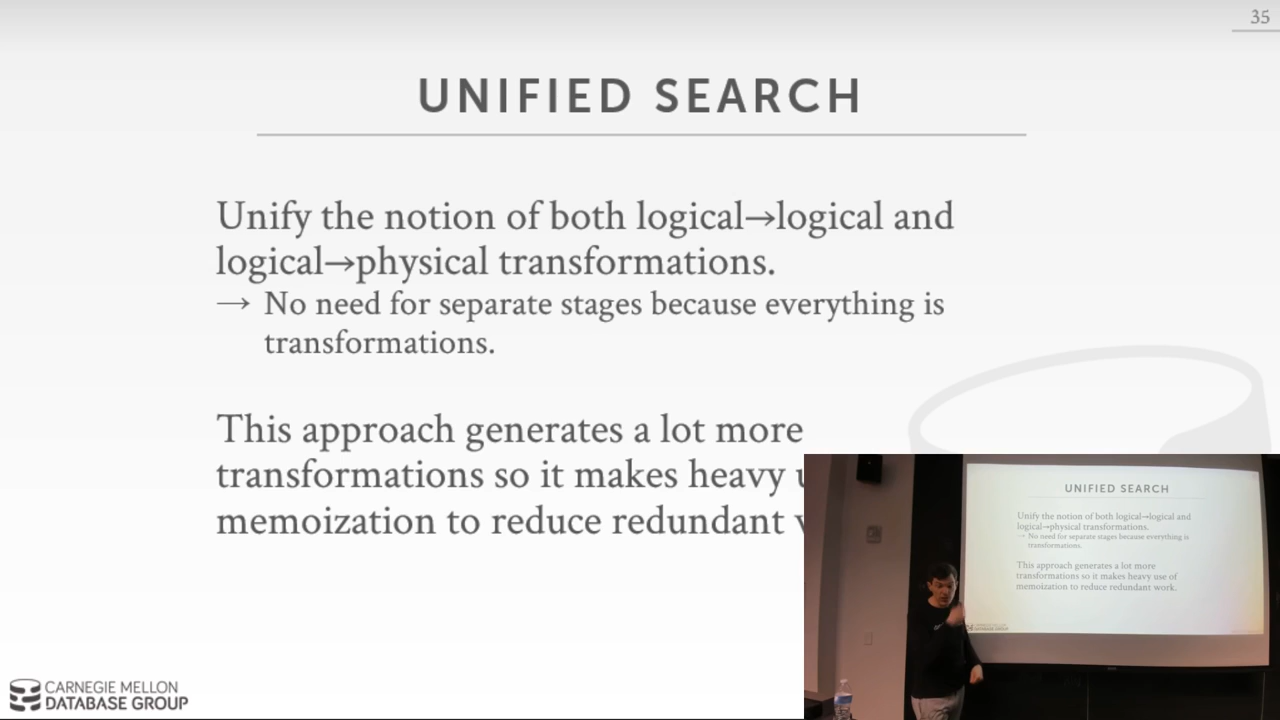 35
UNIFIED SEARCH
Unify the notion of both logical→logical and
logical→physical transformations.
→ No need for separate stages because everything is
transformations.
This approach generates a lot more
transformations so it makes heavy
memoization to reduce redundant
CARNEGIE MELLON
DATABASE GROUP
UNIFIED SEARCH
Unify the notion of both logical→logical and
logical→physical transformations.
→ No need for separate stages because everything is
transformations.
This approach generates a lot more
transformations so it makes heavy use of
memoization to reduce redundant work.